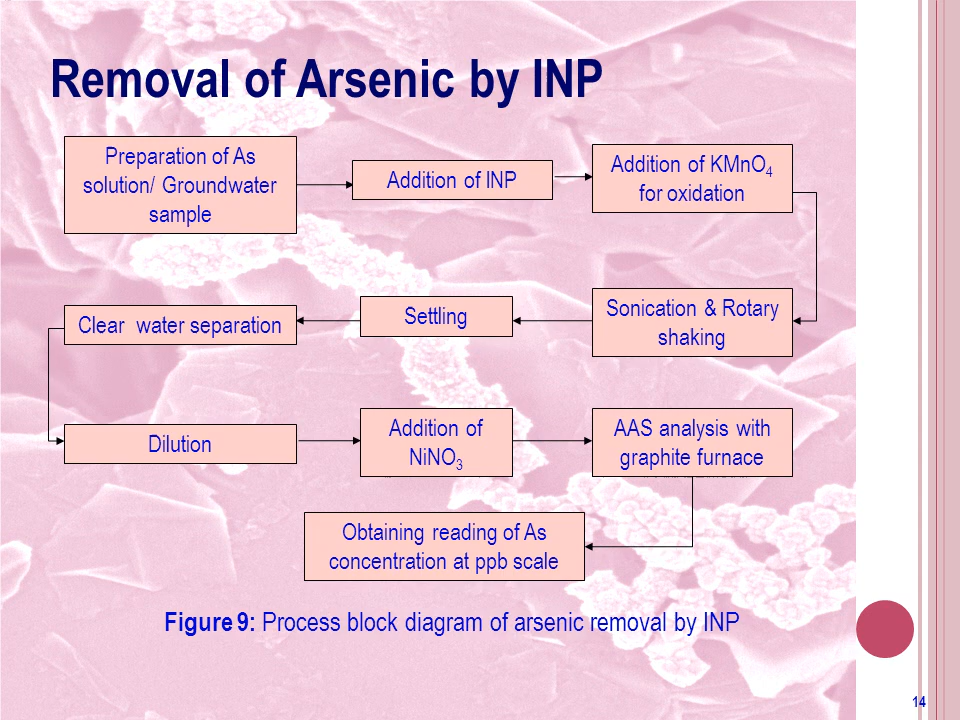 Removal of Arsenic by INP
Preparation of As
solution/ Groundwater
sample
Addition of INP
Addition of KMnO₄
for oxidation
Sonication & Rotary
shaking
Settling
Clear water separation
Dilution
Addition of
NiNO₃
AAS analysis with
graphite furnace
Obtaining reading of As
concentration at ppb scale
Figure 9: Process block diagram of arsenic removal by INP
14